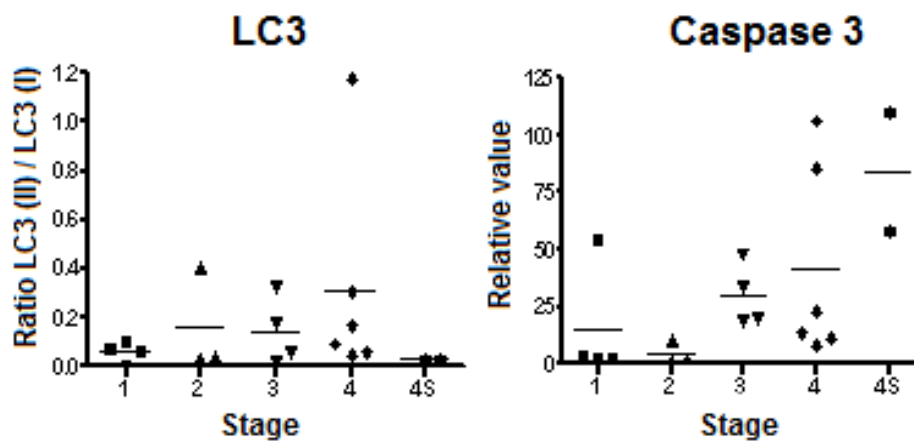 LC3
Ratio LC3 (II) / LC3 (I)
1.2
1.0
0.8
0.6
0.4
0.2
0.0
1 2 3 4 4S
Stage
Caspase 3
Relative value
125
100
75
50
25
0
1 2 3 4 4S
Stage